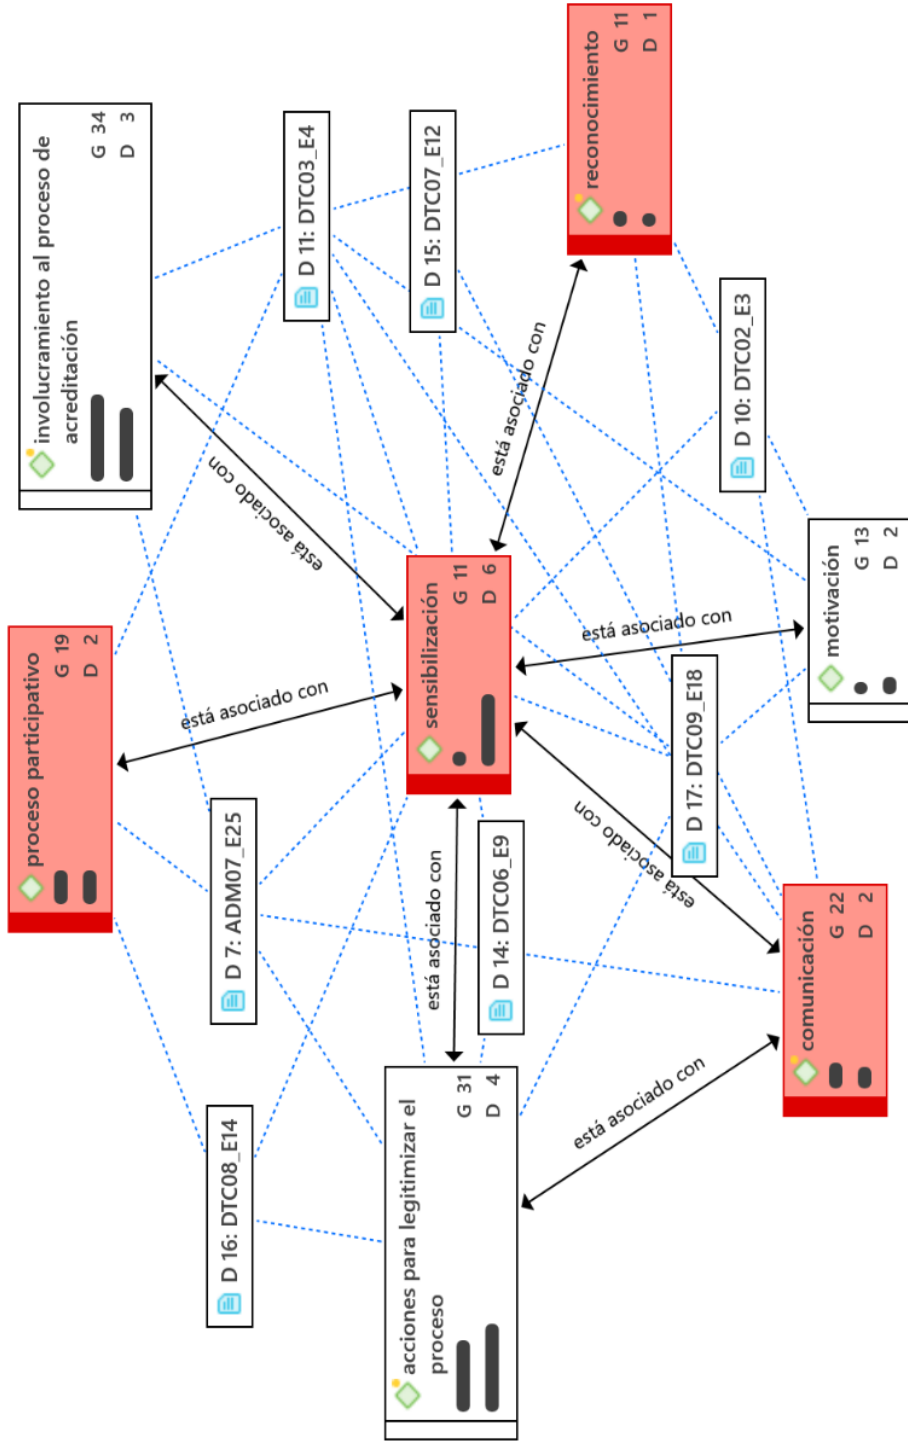 involucramiento al proceso de
acreditación
G 34
D 3
D 11: DTC03_E4
D 15: DTC07_E12
reconocimiento
G 11
D 1
proceso participativo
G 19
D 2
está asociado con
está asociado con
está asociado con
sensibilización
G 11
D 6
D 10: DTC02_E3
D 7: ADM07_E25
está asociado con
D 14: DTC06_E9
está asociado con
está asociado con
D 17: DTC09_E18
motivación
G 13
D 2
D 16: DTC08_E14
acciones para legitimizar el
proceso
G 31
D 4
está asociado con
comunicación
G 22
D 2